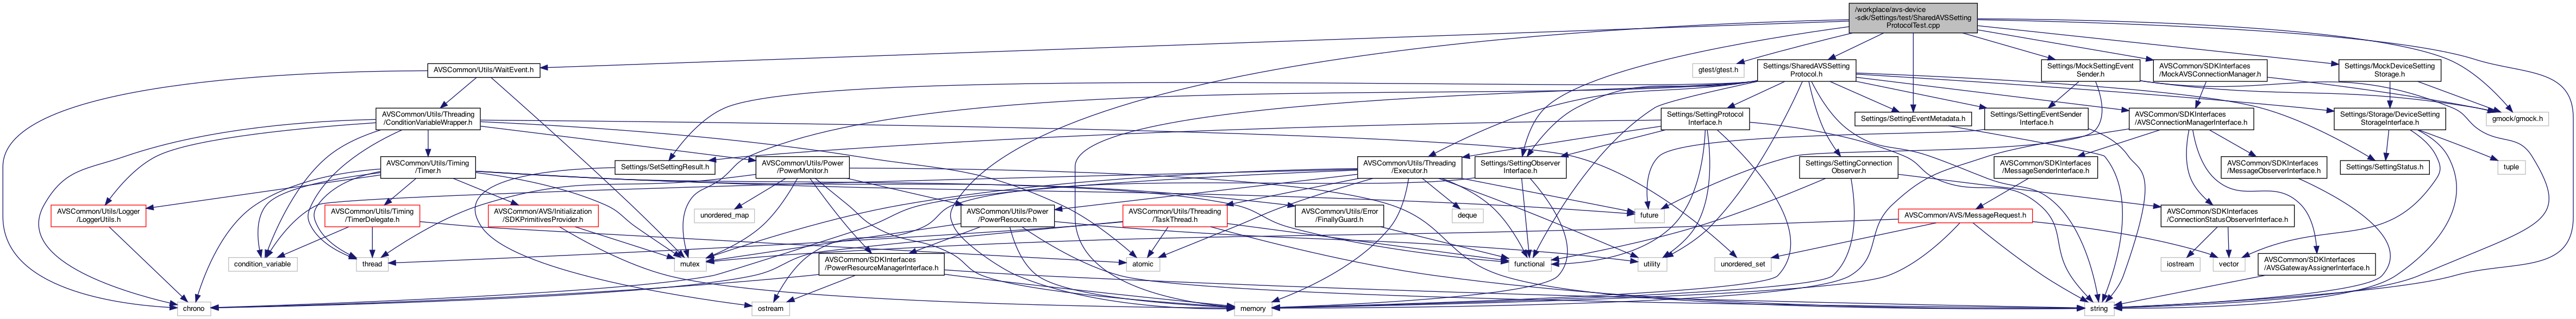 /workplace/avs-device
-sdk/Settings/test/SharedAVSSetting
ProtocolTest.cpp
AVSCommon/Utils/WaitEvent.h
gtest/gtest.h
Settings/SharedAVSSetting
Protocol.h
Settings/MockSettingEvent
Sender.h
AVSCommon/SDKInterfaces
/MockAVSConnectionManager.h
Settings/MockDeviceSetting
Storage.h
AVSCommon/Utils/Threading
/ConditionVariableWrapper.h
Settings/SettingProtocol
Interface.h
Settings/SettingEventMetadata.h
Settings/SettingEventSender
Interface.h
AVSCommon/SDKInterfaces
/AVSConnectionManagerInterface.h
Settings/Storage/DeviceSetting
StorageInterface.h
gmock/gmock.h
AVSCommon/Utils/Timing
/Timer.h
Settings/SetSettingResult.h
AVSCommon/Utils/Power
/PowerMonitor.h
AVSCommon/Utils/Threading
/Executor.h
Settings/SettingObserver
Interface.h
Settings/SettingConnection
Observer.h
AVSCommon/SDKInterfaces
/MessageSenderInterface.h
AVSCommon/SDKInterfaces
/MessageObserverInterface.h
Settings/SettingStatus.h
tuple
AVSCommon/Utils/Logger
/LoggerUtils.h
AVSCommon/Utils/Timing
/TimerDelegate.h
AVSCommon/AVS/Initialization
/SDKPrimitivesProvider.h
unordered_map
AVSCommon/Utils/Power
/PowerResource.h
AVSCommon/Utils/Threading
/TaskThread.h
AVSCommon/Utils/Error
/FinallyGuard.h
deque
future
AVSCommon/AVS/MessageRequest.h
AVSCommon/SDKInterfaces
/ConnectionStatusObserverInterface.h
condition_variable
thread
mutex
AVSCommon/SDKInterfaces
/PowerResourceManagerInterface.h
atomic
functional
utility
unordered_set
iostream
vector
AVSCommon/SDKInterfaces
/AVSGatewayAssignerInterface.h
chrono
ostream
memory
string